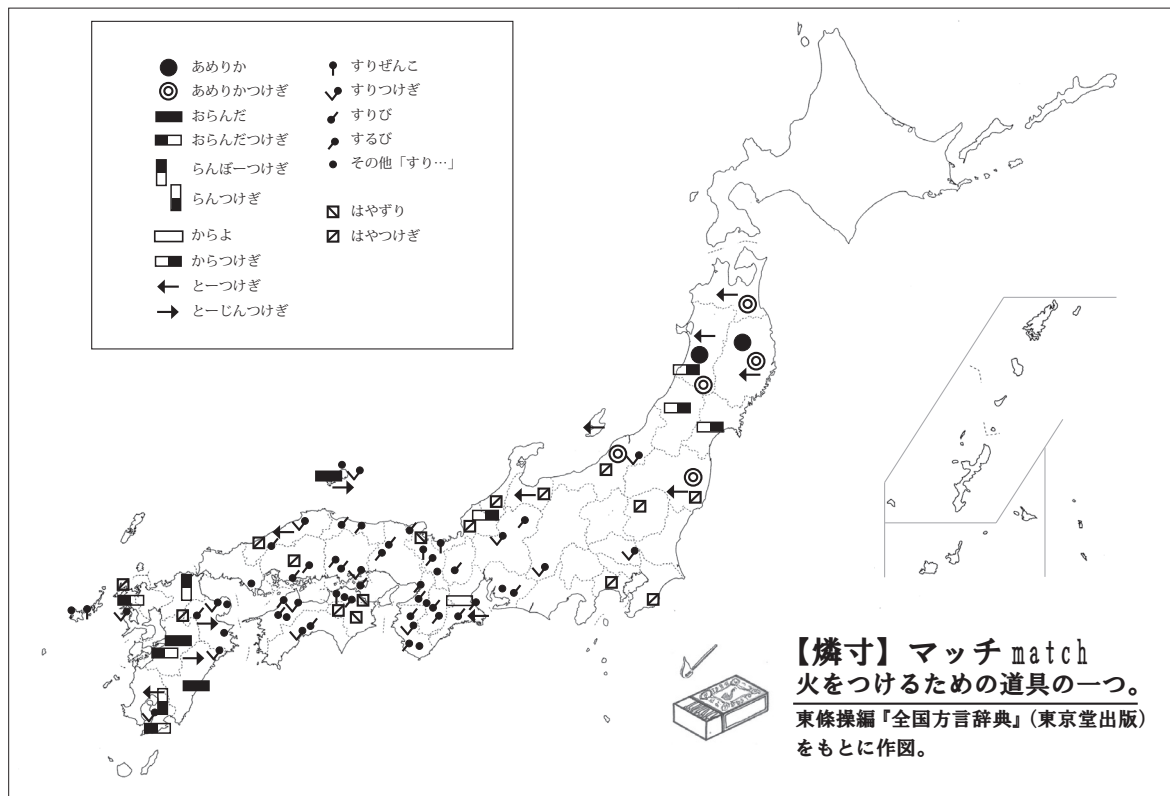 あめりか
あめりかつけぎ
おらんだ
おらんだつけぎ
らんぼーつけぎ
らんつけぎ
からよ
からつけぎ
とーつけぎ
とーじんつけぎ
すりぜんこ
すりつけぎ
すりび
するび
その他「すり…」
はやずり
はやつけぎ
【燐寸】マッチ match
火をつけるための道具の一つ。
東條操編『全国方言辞典』（東京堂出版）
をもとに作図。